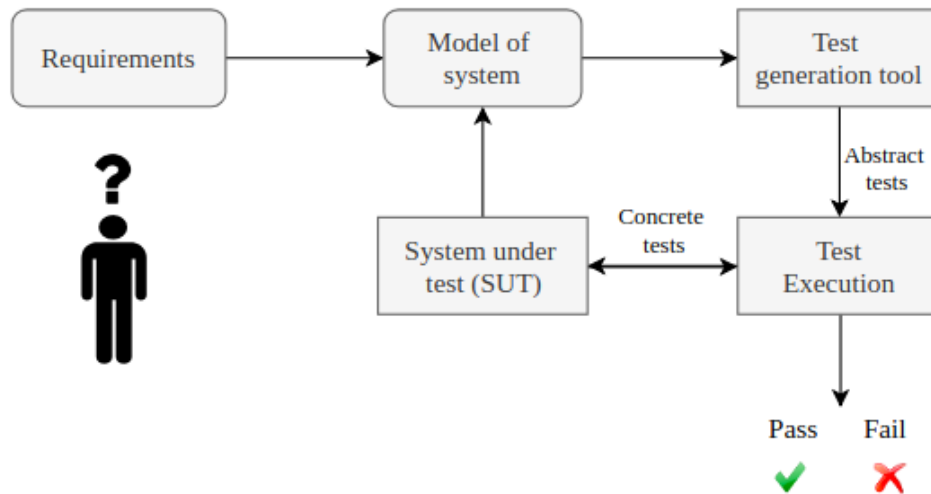 Requirements
Model of
system
Test
generation tool
Abstract
tests
Concrete
tests
System under
test (SUT)
Test
Execution
Pass
Fail
?